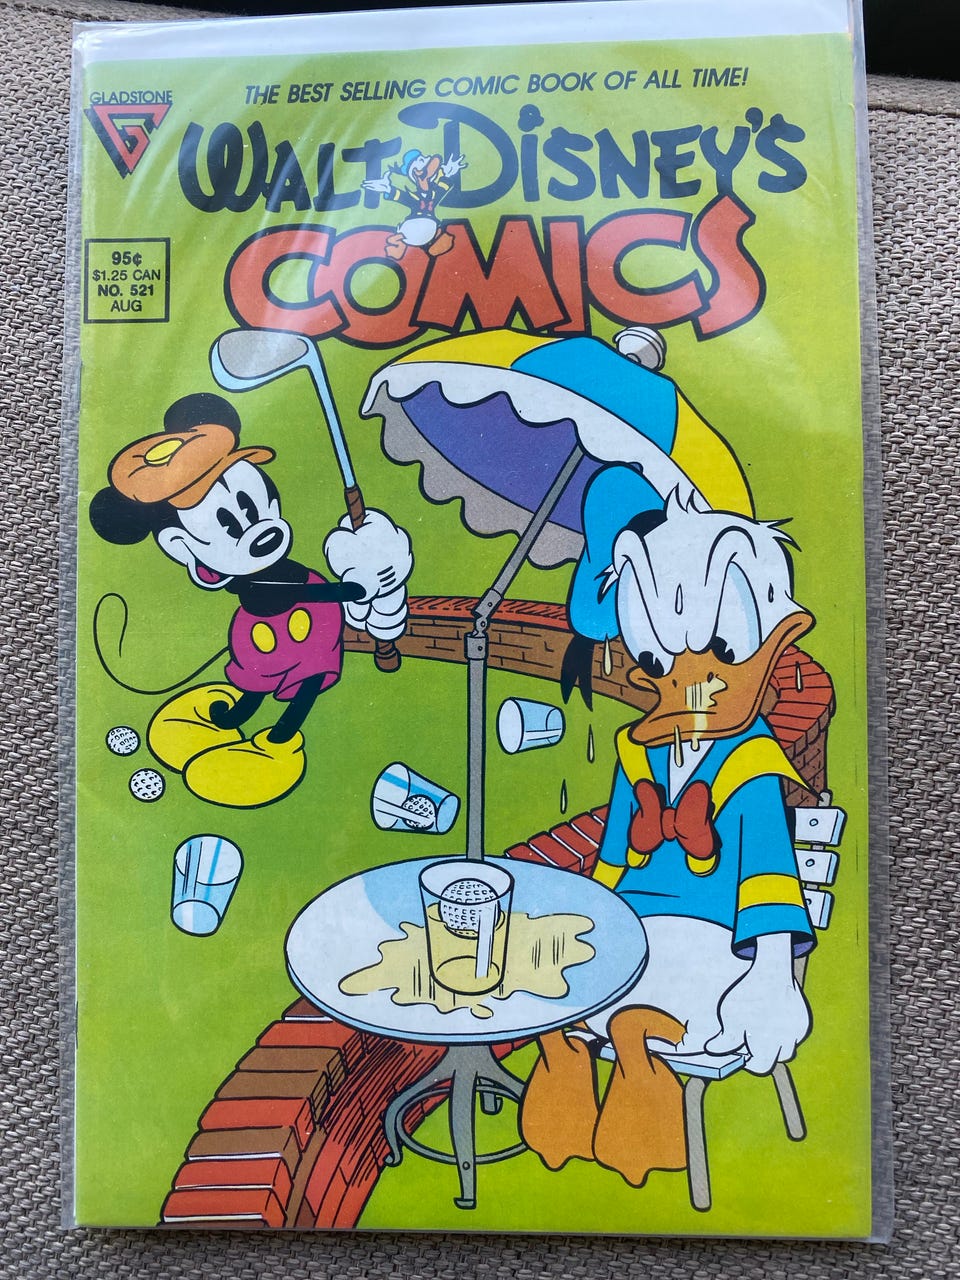 THE BEST SELLING COMIC BOOK OF ALL TIME!
GLADSTONE
G
WALT DISNEY'S
COMICS
95¢
$1.25 CAN
NO. 521
AUG